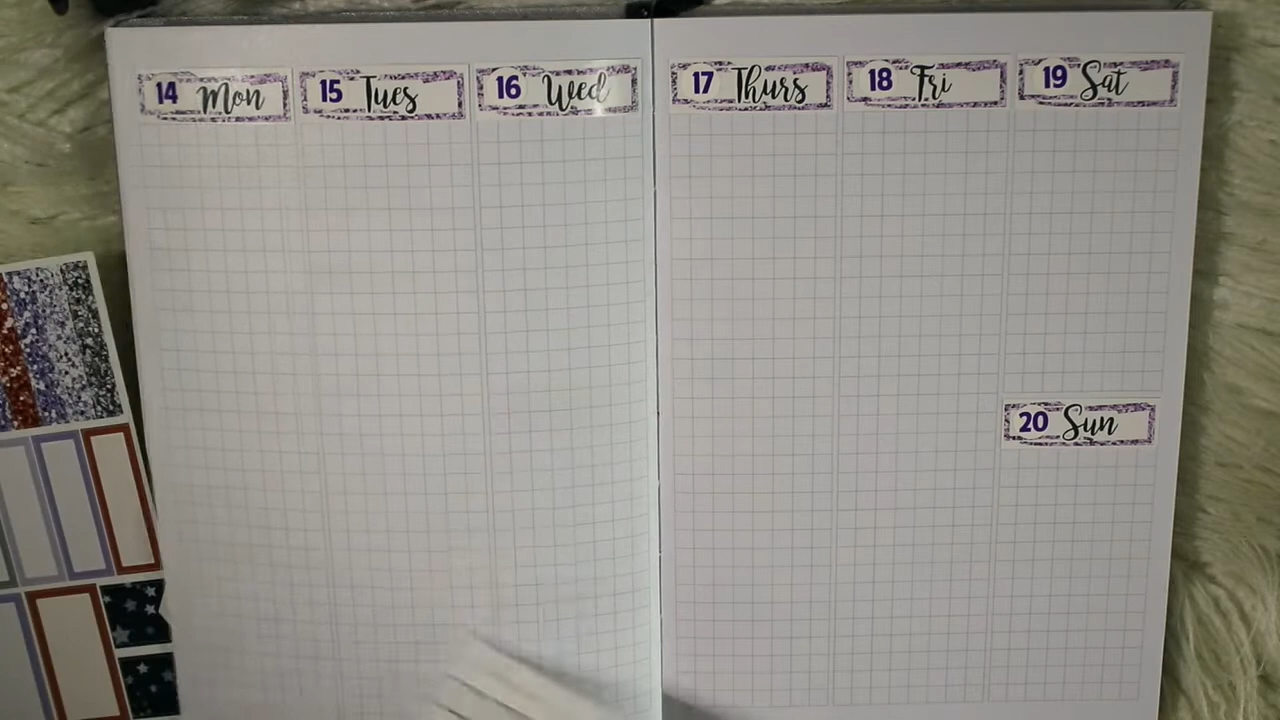 14 Mon
15 Tues
16 Wed
17 Thurs
18 Fri
19 Sat
20 Sun